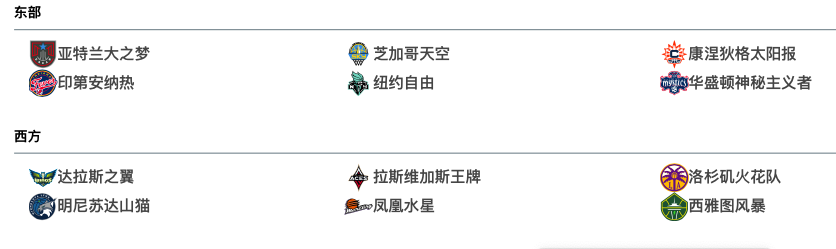 东部
亚特兰大之梦 芝加哥天空 康涅狄格太阳报
印第安纳热 纽约自由 华盛顿神秘主义者
西方
达拉斯之翼 拉斯维加斯王牌 洛杉矶火花队
明尼苏达山猫 凤凰水星 西雅图风暴